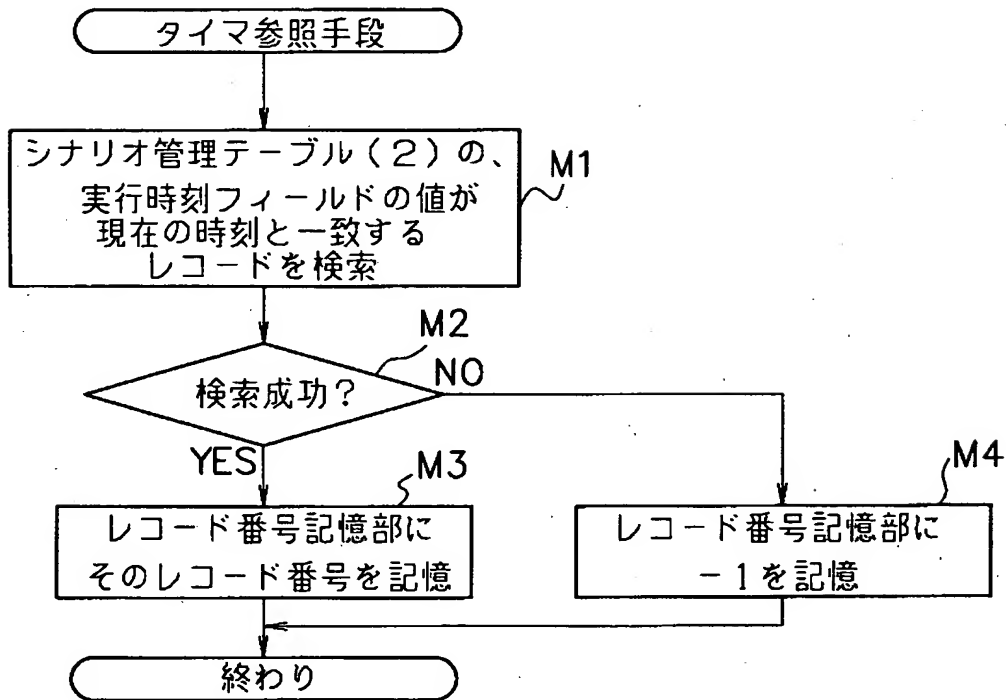 タイマ参照手段
シナリオ管理テーブル(2)の、
実行時刻フィールドの値が
現在の時刻と一致する
レコードを検索
M1
M2
検索成功?
NO
YES
M3
レコード番号記憶部に
そのレコード番号を記憶
M4
レコード番号記憶部に
-1を記憶
終わり